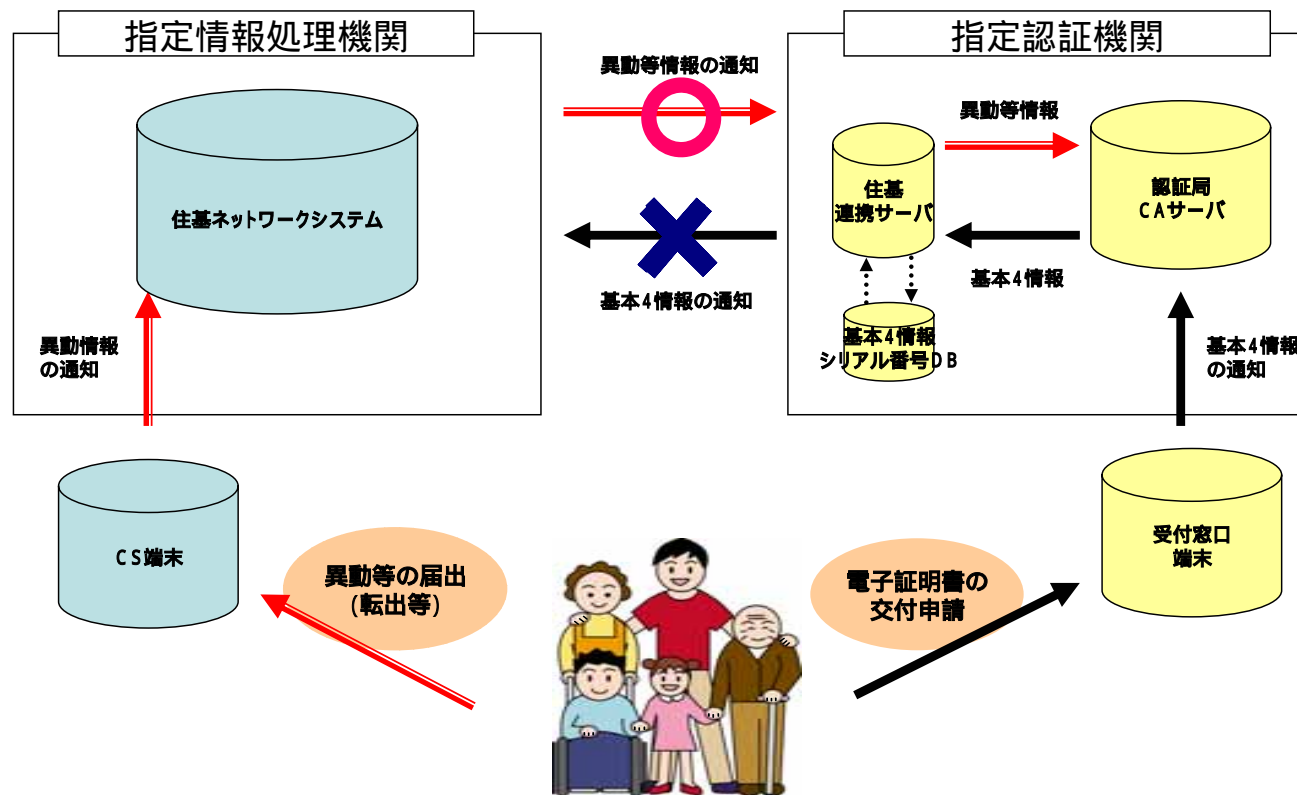 指定情報処理機関
指定認証機関
異動等情報の通知
異動等情報
住基ネットワークシステム
住基
連携サーバ
認証局
CAサーバ
基本4情報
基本4情報の通知
基本4情報
シリアル番号DB
異動情報
の通知
基本4情報
の通知
CS端末
異動等の届出
(転出等)
電子証明書の
交付申請
受付窓口
端末